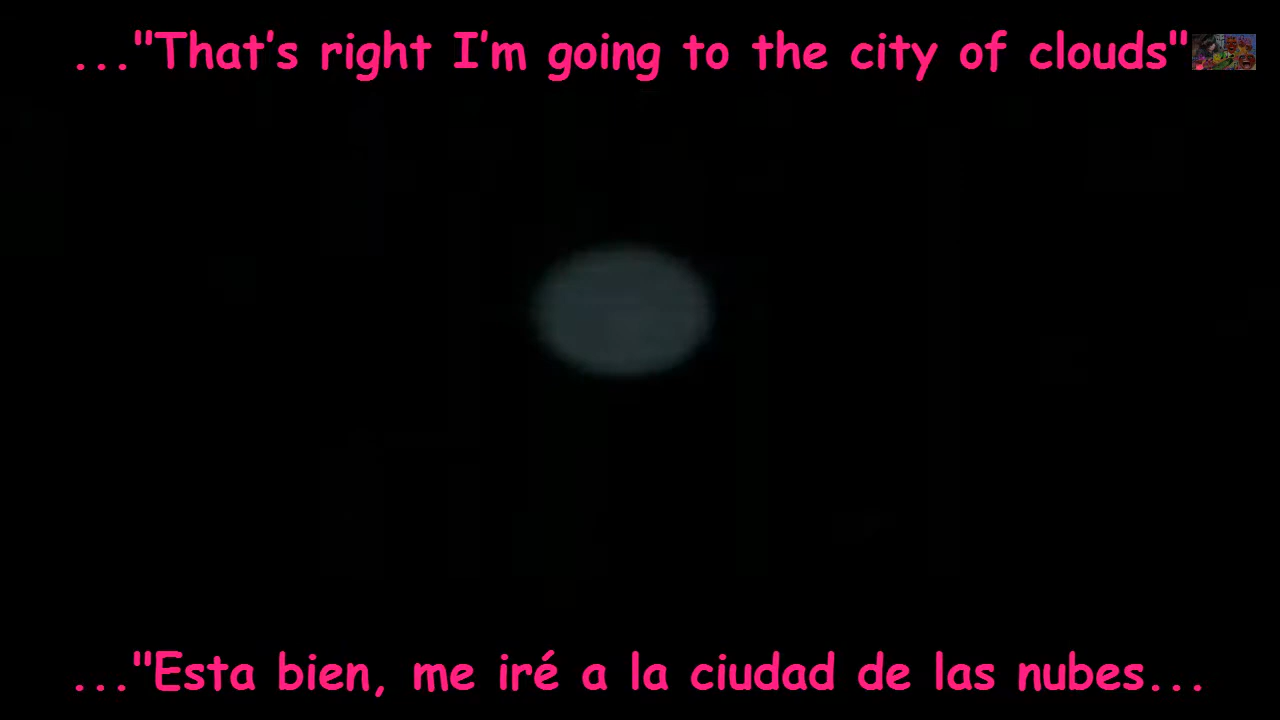 ..."That's right I'm going to the city of clouds"
..."Esta bien, me iré a la ciudad de las nubes...